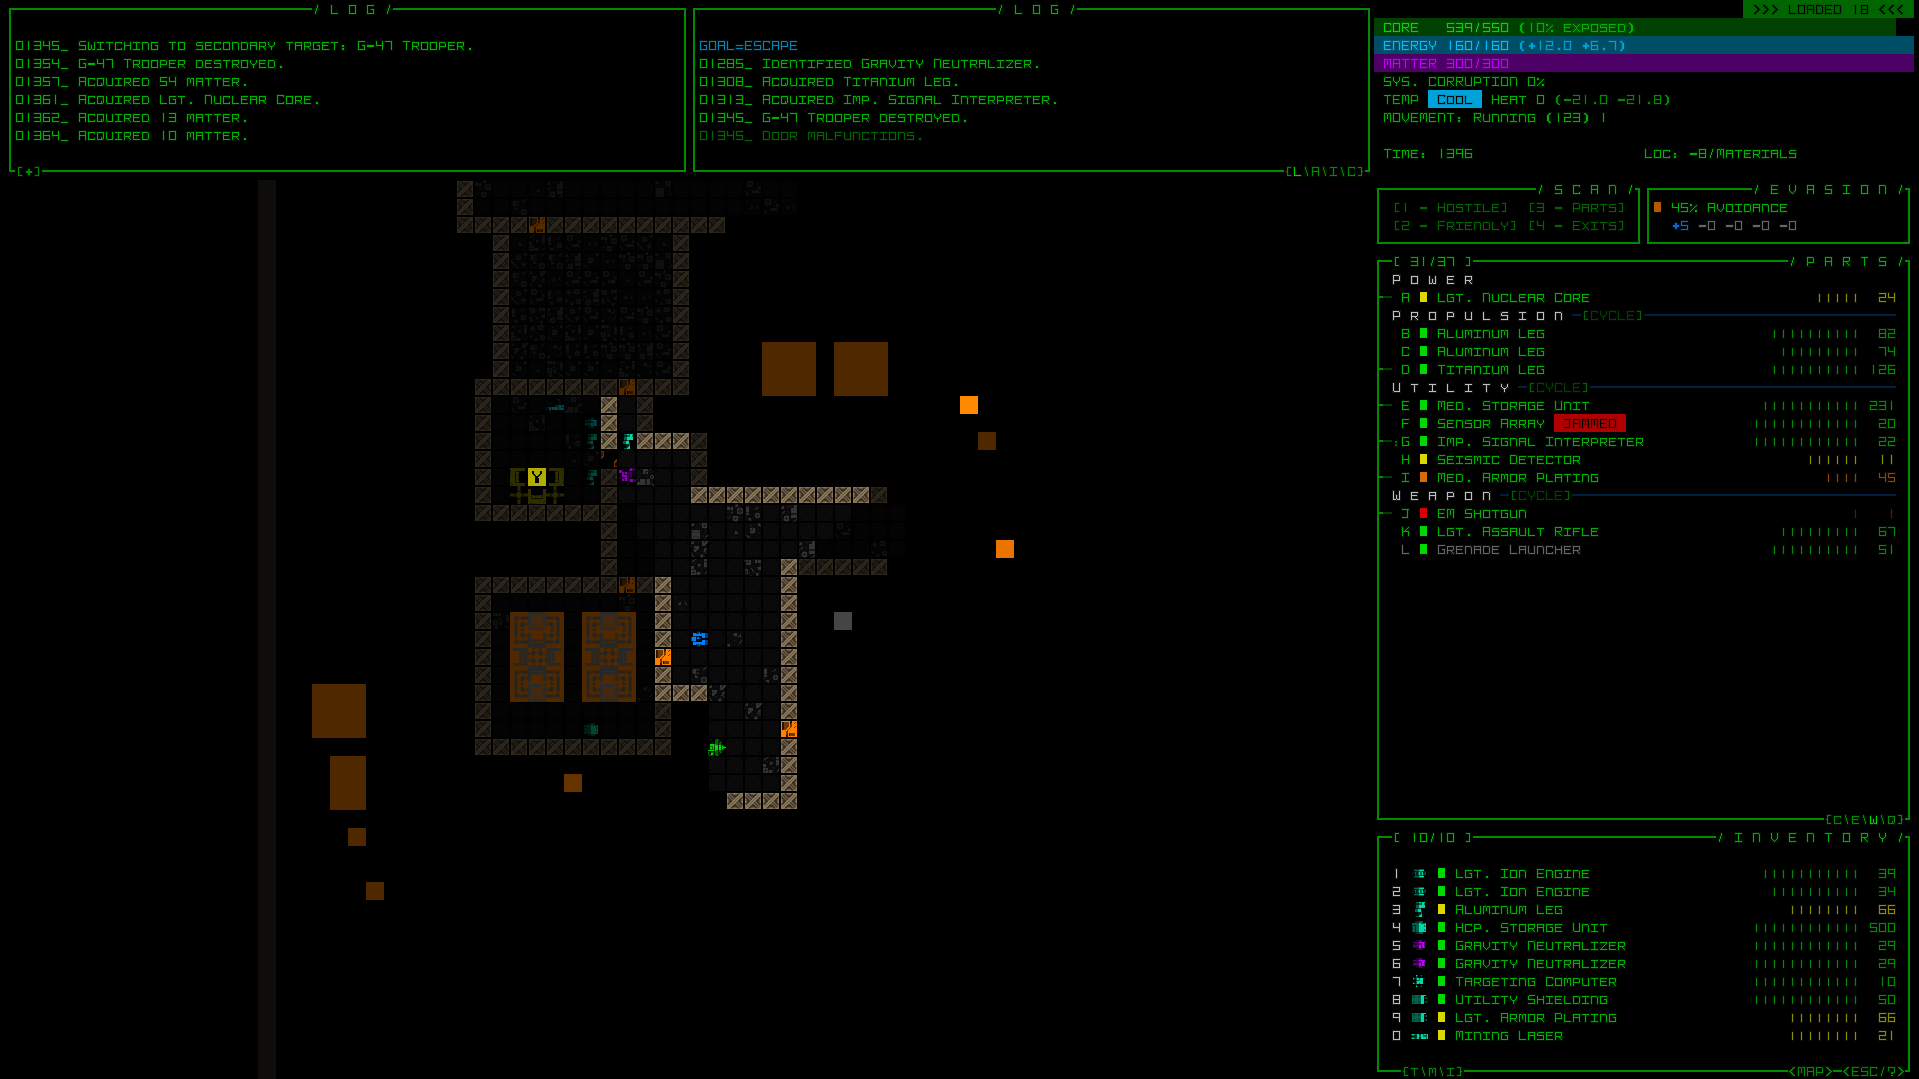 / L O G /
01345_ Switching to secondary target: G-47 Trooper.
01354_ G-47 Trooper destroyed.
01357_ Acquired 54 matter.
01361_ Acquired Lgt. Nuclear Core.
01362_ Acquired 13 matter.
01364_ Acquired 10 matter.
[+]
/ L O G /
GOAL=ESCAPE
01285_ Identified Gravity Neutralizer.
01308_ Acquired Titanium Leg.
01313_ Acquired Imp. Signal Interpreter.
01345_ G-47 Trooper destroyed.
01345_ Door malfunctions.
[L\A\I\C]
>>> LOADED 18 <<<
Core 539/550 (10% Exposed)
Energy 160/160 (+12.0 +6.7)
Matter 300/300
Sys. Corruption 0%
Temp Cool Heat 0 (-21.0 -21.8)
Movement: Running (123) 1
Time: 1396 Loc: -8/Materials
/ S C A N /
[1 - Hostile] [3 - Parts]
[2 - Friendly] [4 - Exits]
/ E V A S I O N /
45% Avoidance
+5 -0 -0 -0 -0
[ 31/37 ] / P A R T S /
P O W E R
A Lgt. Nuclear Core 24
P R O P U L S I O N [CYCLE]
B Aluminum Leg 82
C Aluminum Leg 74
D Titanium Leg 126
U T I L I T Y [CYCLE]
E Med. Storage Unit 231
F Sensor Array JAMMED 20
:G Imp. Signal Interpreter 22
H Seismic Detector 11
I Med. Armor Plating 45
W E A P O N [CYCLE]
J EM Shotgun 1
K Lgt. Assault Rifle 67
L Grenade Launcher 51
[C\E\W\Q]
Y
[ 10/10 ] / I N V E N T O R Y /
1 Lgt. Ion Engine 39
2 Lgt. Ion Engine 34
3 Aluminum Leg 66
4 Hcp. Storage Unit 500
5 Gravity Neutralizer 29
6 Gravity Neutralizer 29
7 Targeting Computer 10
8 Utility Shielding 50
9 Lgt. Armor Plating 66
0 Mining Laser 21
[T\M\I] <MAP>-<ESC/?>